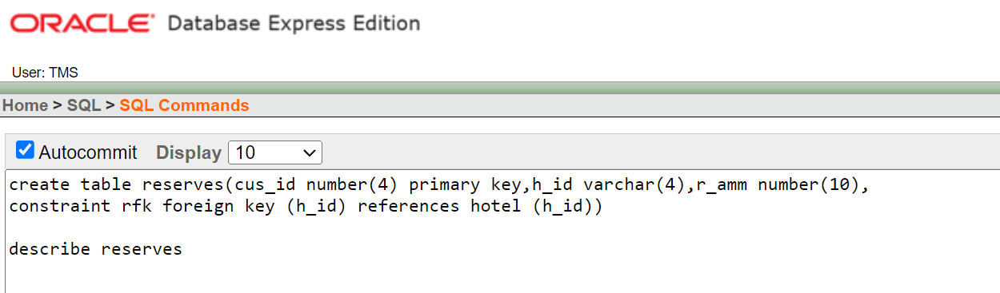 ORACLE® Database Express Edition
User: TMS
Home > SQL > SQL Commands
Autocommit Display 10
create table reserves(cus_id number(4) primary key,h_id varchar(4),r_amm number(10),
constraint rfk foreign key (h_id) references hotel (h_id))
describe reserves